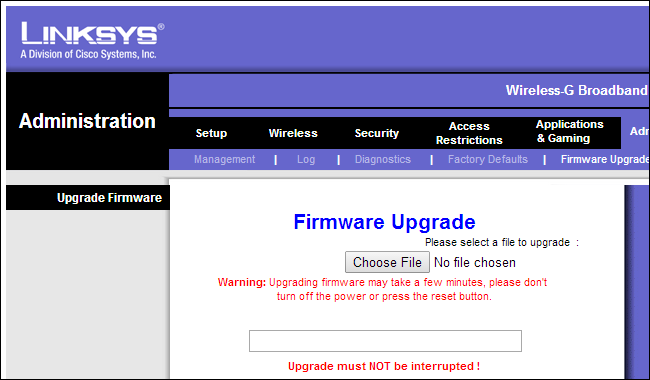 LINKSYS®
A Division of Cisco Systems, Inc.
Wireless-G Broadband
Administration
Setup
Wireless
Security
Access
Restrictions
Applications
& Gaming
Adm
Management | Log | Diagnostics | Factory Defaults | Firmware Upgrade
Upgrade Firmware
Firmware Upgrade
Please select a file to upgrade :
Choose File No file chosen
Warning: Upgrading firmware may take a few minutes, please don't
turn off the power or press the reset button.
Upgrade must NOT be interrupted !